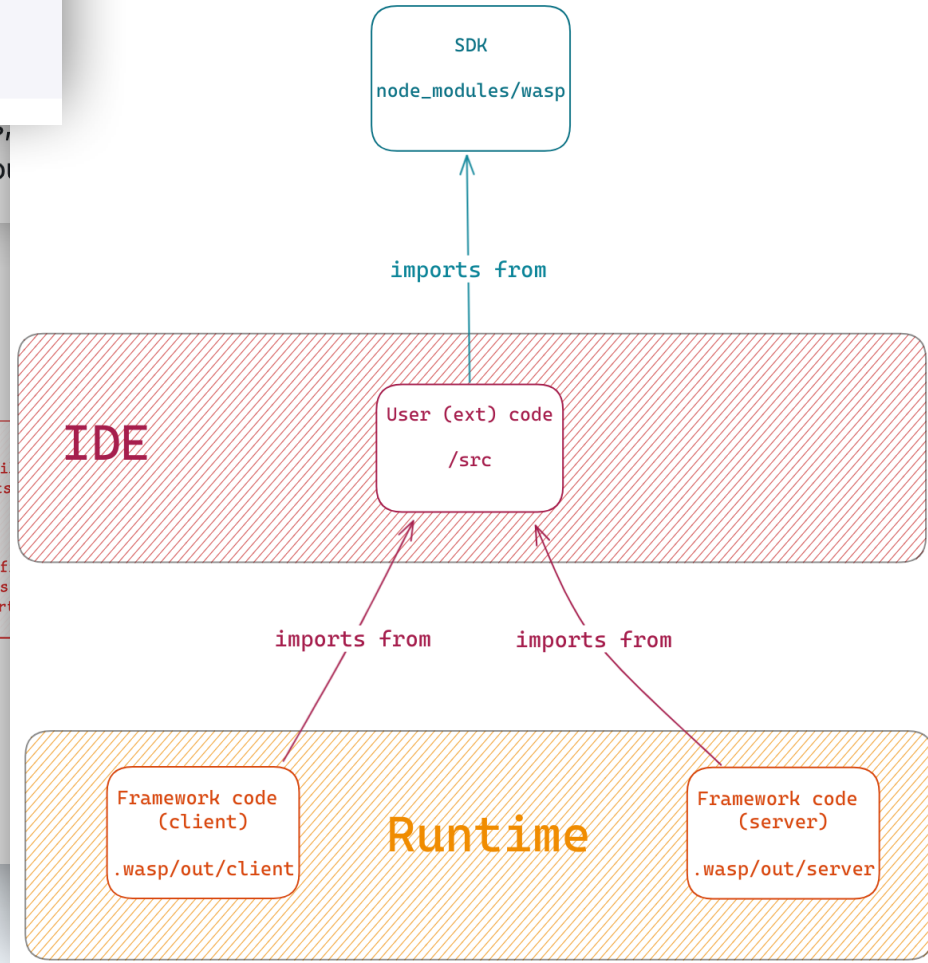 SDK
node_modules/wasp
imports from
IDE
User (ext) code
/src
imports from
imports from
Framework code
(client)
.wasp/out/client
Runtime
Framework code
(server)
.wasp/out/server